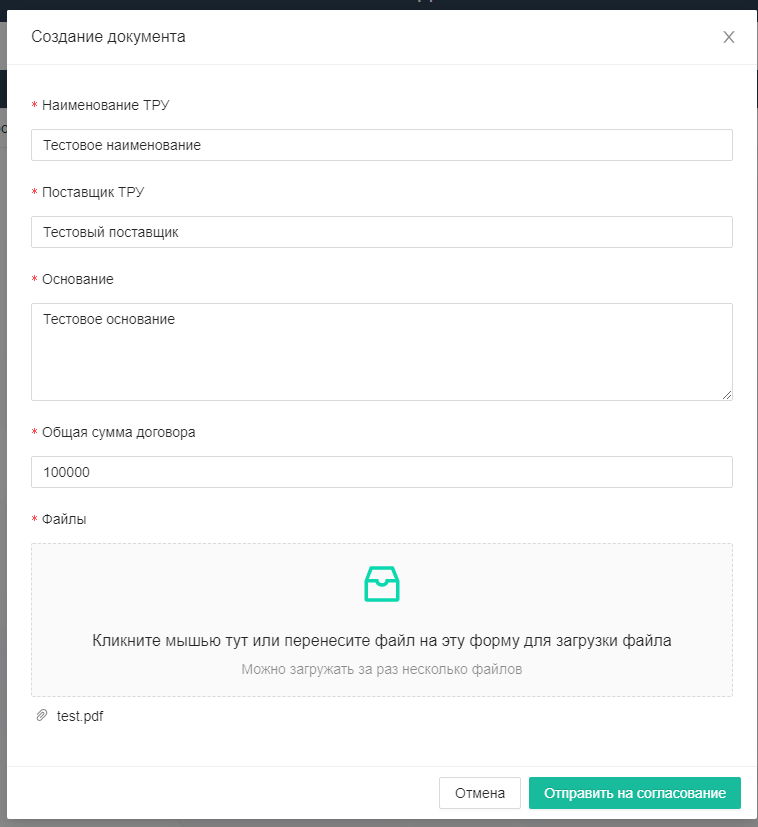 Создание документа
* Наименование ТРУ
Тестовое наименование
* Поставщик ТРУ
Тестовый поставщик
* Основание
Тестовое основание
* Общая сумма договора
100000
* Файлы
Кликните мышью тут или перенесите файл на эту форму для загрузки файла
Можно загружать за раз несколько файлов
test.pdf
Отмена
Отправить на согласование